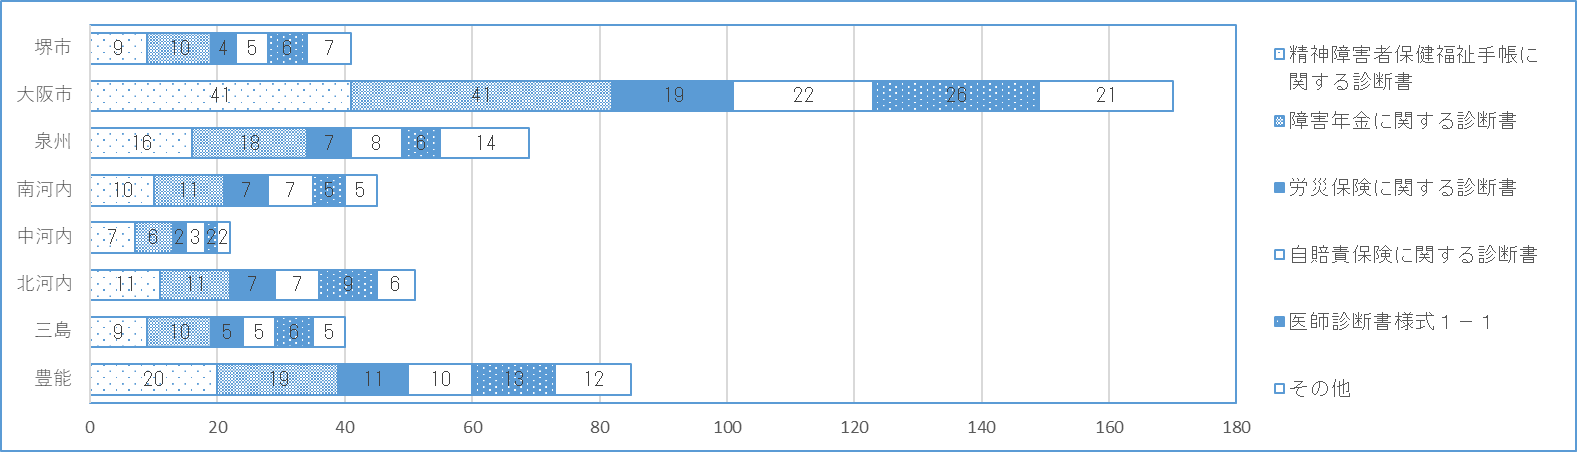 堺市 9 10 4 5 6 7
大阪市 41 41 19 22 26 21
泉州 16 18 7 8 6 14
南河内 10 11 7 7 5 5
中河内 7 6 2 3 2 2
北河内 11 11 7 7 9 6
三島 9 10 5 5 6 5
豊能 20 19 11 10 13 12
0 20 40 60 80 100 120 140 160 180
精神障害者保健福祉手帳に
関する診断書
障害年金に関する診断書
労災保険に関する診断書
自賠責保険に関する診断書
医師診断書様式１－１
その他